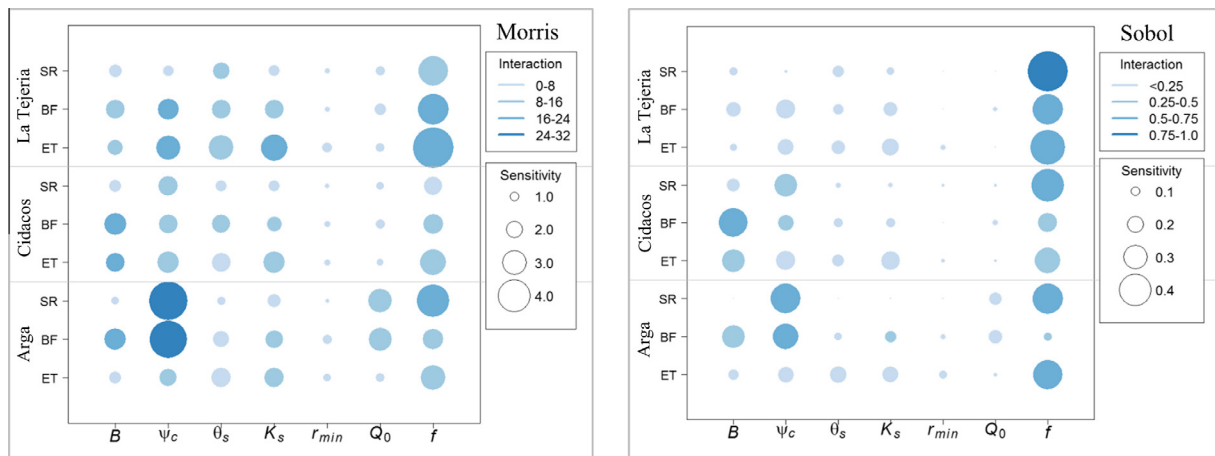 Morris
Interaction
0-8
8-16
16-24
24-32
Sensitivity
1.0
2.0
3.0
4.0
La Tejeria
SR
BF
ET
Cidacos
SR
BF
ET
Arga
SR
BF
ET
B ψc θs Ks rmin Q0 f
Sobol
Interaction
<0.25
0.25-0.5
0.5-0.75
0.75-1.0
Sensitivity
0.1
0.2
0.3
0.4
La Tejeria
SR
BF
ET
Cidacos
SR
BF
ET
Arga
SR
BF
ET
B ψc θs Ks rmin Q0 f